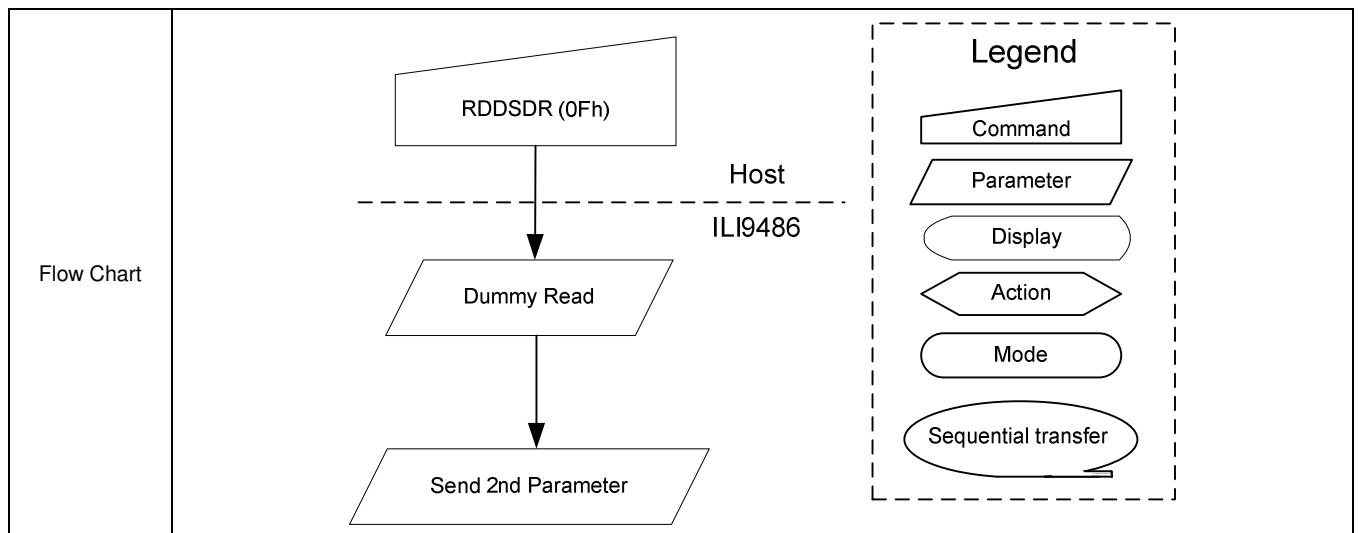 Flow Chart
RDDSDR (0Fh)
Host
ILI9486
Dummy Read
Send 2nd Parameter
Legend
Command
Parameter
Display
Action
Mode
Sequential transfer